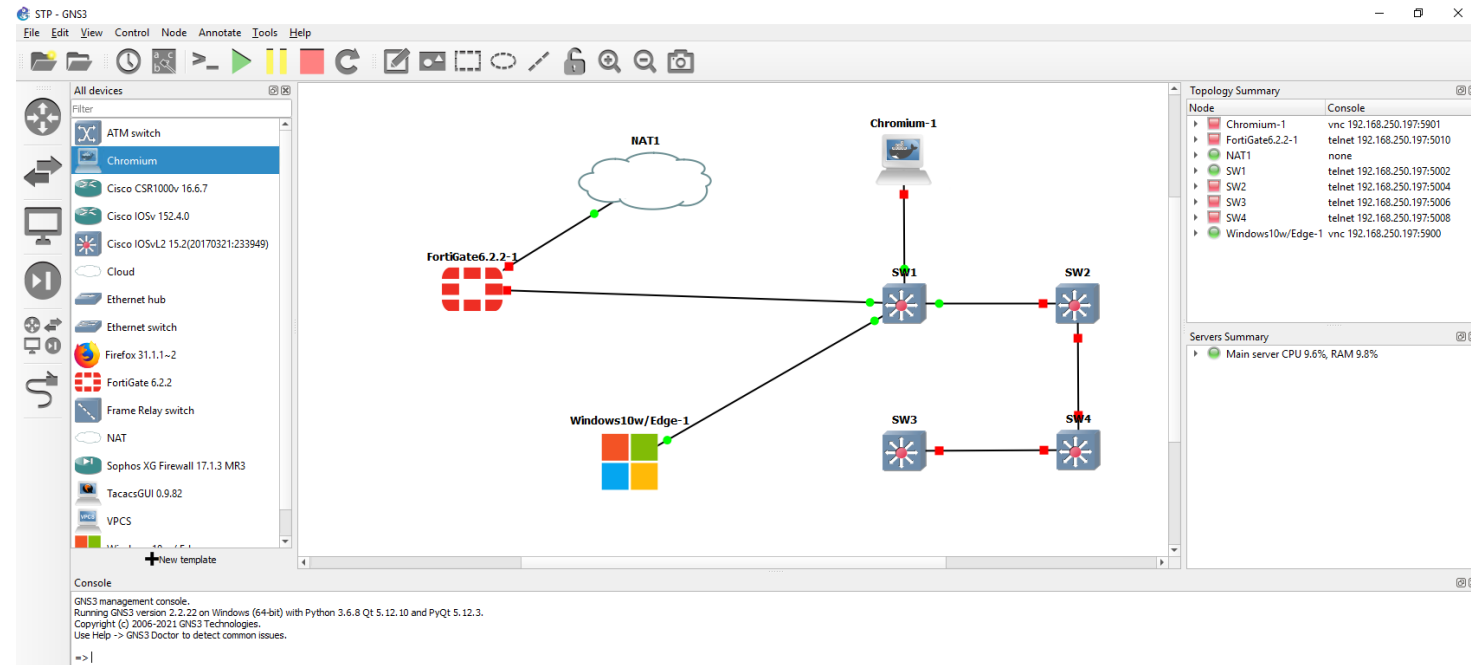 STP - GNS3
File Edit View Control Node Annotate Tools Help
All devices
Filter
ATM switch
Chromium
Cisco CSR1000v 16.6.7
Cisco IOSv 152.4.0
Cisco IOSvL2 15.2(20170321:233949)
Cloud
Ethernet hub
Ethernet switch
Firefox 31.1.1~2
FortiGate 6.2.2
Frame Relay switch
NAT
Sophos XG Firewall 17.1.3 MR3
TacacsGUI 0.9.82
VPCS
New template
NAT1
Chromium-1
FortiGate6.2.2-1
SW1
SW2
Windows10w/Edge-1
SW3
SW4
Topology Summary
Node Console
Chromium-1 vnc 192.168.250.197:5901
FortiGate6.2.2-1 telnet 192.168.250.197:5010
NAT1 none
SW1 telnet 192.168.250.197:5002
SW2 telnet 192.168.250.197:5004
SW3 telnet 192.168.250.197:5006
SW4 telnet 192.168.250.197:5008
Windows10w/Edge-1 vnc 192.168.250.197:5900
Servers Summary
Main server CPU 9.6%, RAM 9.8%
Console
GNS3 management console.
Running GNS3 version 2.2.22 on Windows (64-bit) with Python 3.6.8 Qt 5.12.10 and PyQt 5.12.3.
Copyright (c) 2006-2021 GNS3 Technologies.
Use Help -> GNS3 Doctor to detect common issues.
=>